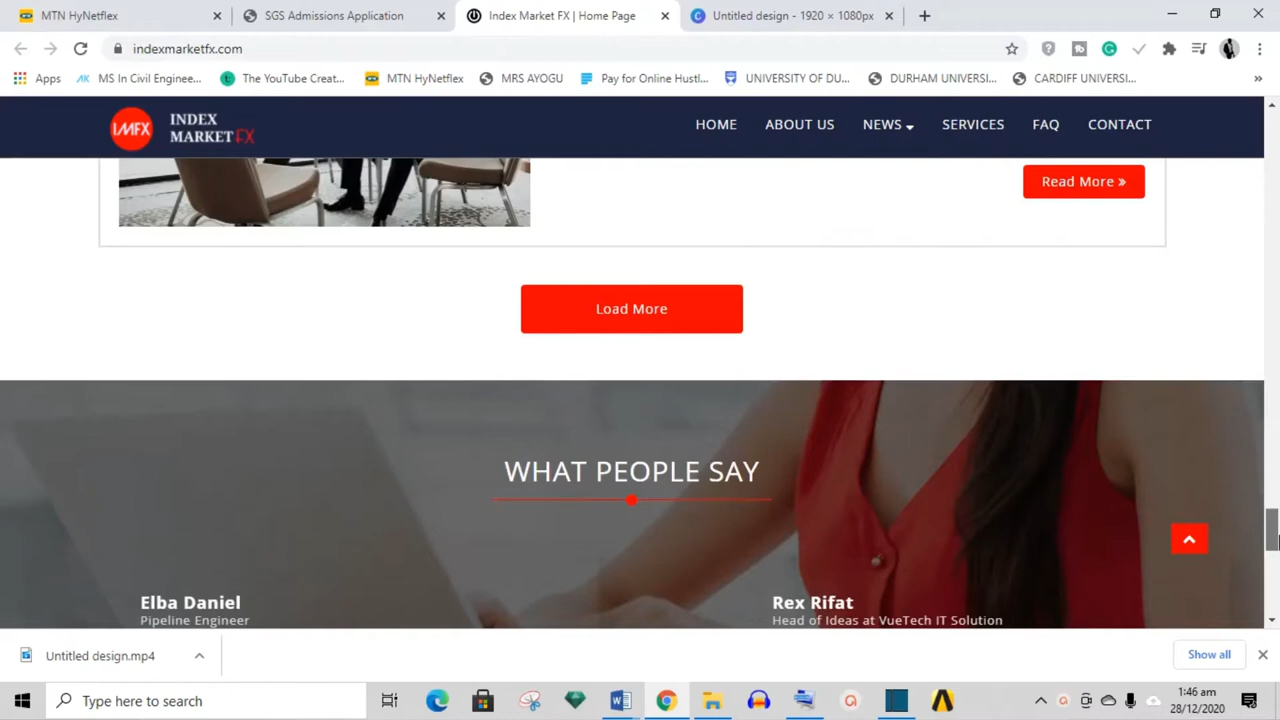 MTN HyNetflex
SGS Admissions Application
Index Market FX | Home Page
Untitled design - 1920 × 1080px
indexmarketfx.com
Apps
MS In Civil Enginee...
The YouTube Creat...
MTN HyNetflex
MRS AYOGU
Pay for Online Hustl...
UNIVERSITY OF DU...
DURHAM UNIVERSI...
CARDIFF UNIVERSI...
IMFX
INDEX
MARKET FX
HOME
ABOUT US
NEWS
SERVICES
FAQ
CONTACT
Read More »
Load More
WHAT PEOPLE SAY
Elba Daniel
Pipeline Engineer
Rex Rifat
Head of Ideas at VueTech IT Solution
Untitled design.mp4
Show all
Type here to search
1:46 am
28/12/2020